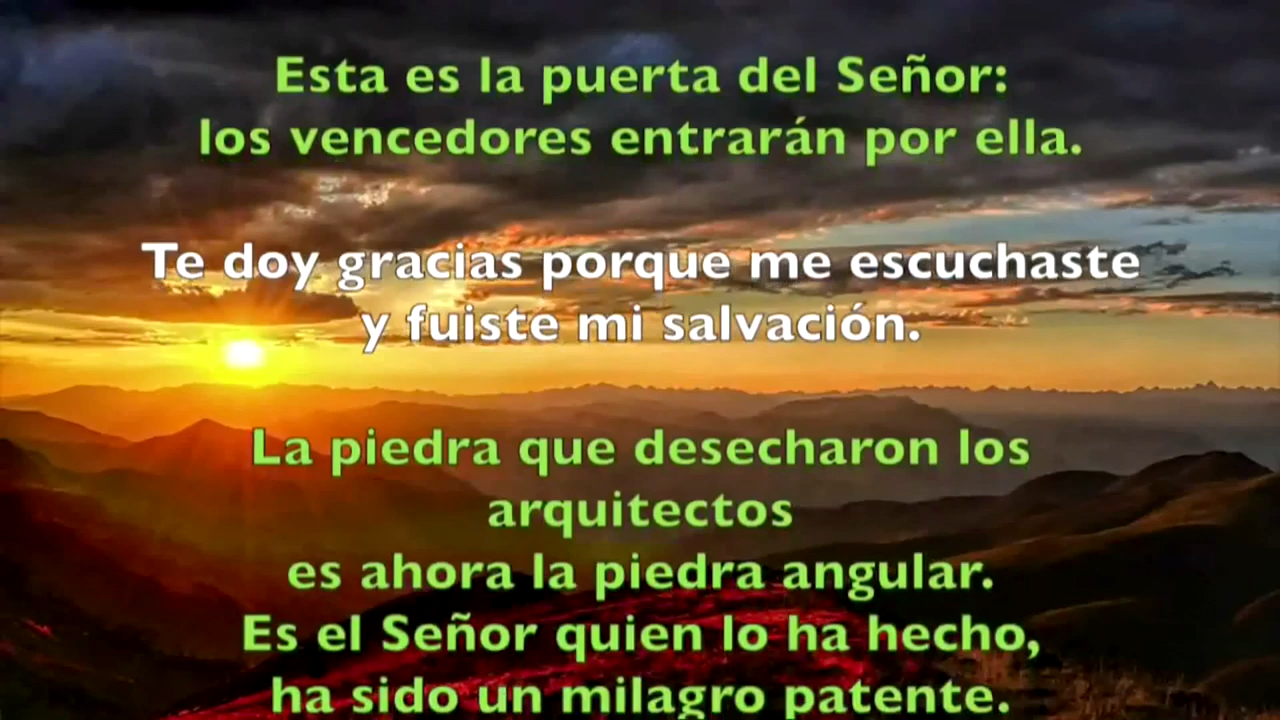 Esta es la puerta del Señor:
los vencedores entrarán por ella.
Te doy gracias porque me escuchaste
y fuiste mi salvación.
La piedra que desecharon los
arquitectos
es ahora la piedra angular.
Es el Señor quien lo ha hecho,
ha sido un milagro patente.